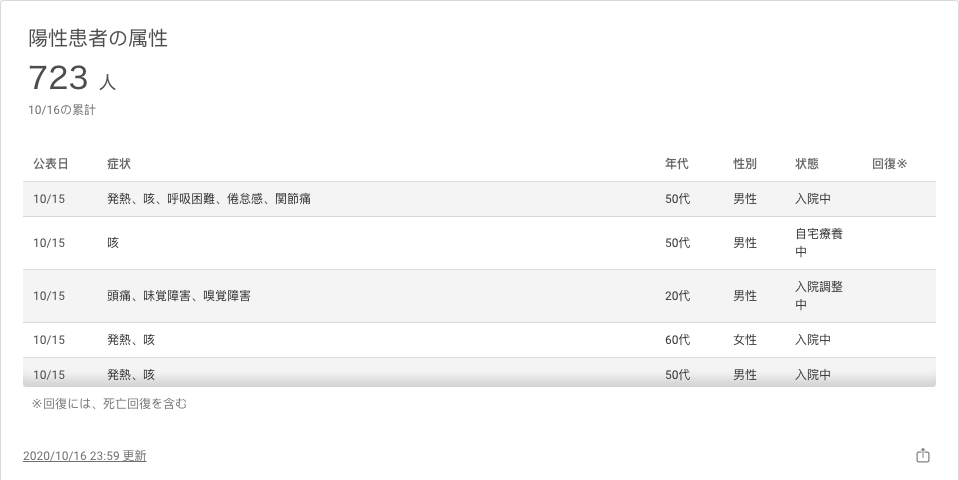 陽性患者の属性
723 人
10/16の累計
公表日 症状 年代 性別 状態 回復※
10/15 発熱、咳、呼吸困難、倦怠感、関節痛 50代 男性 入院中
10/15 咳 50代 男性 自宅療養
中
10/15 頭痛、味覚障害、嗅覚障害 20代 男性 入院調整
中
10/15 発熱、咳 60代 女性 入院中
10/15 発熱、咳 50代 男性 入院中
※回復には、死亡回復を含む
2020/10/16 23:59 更新